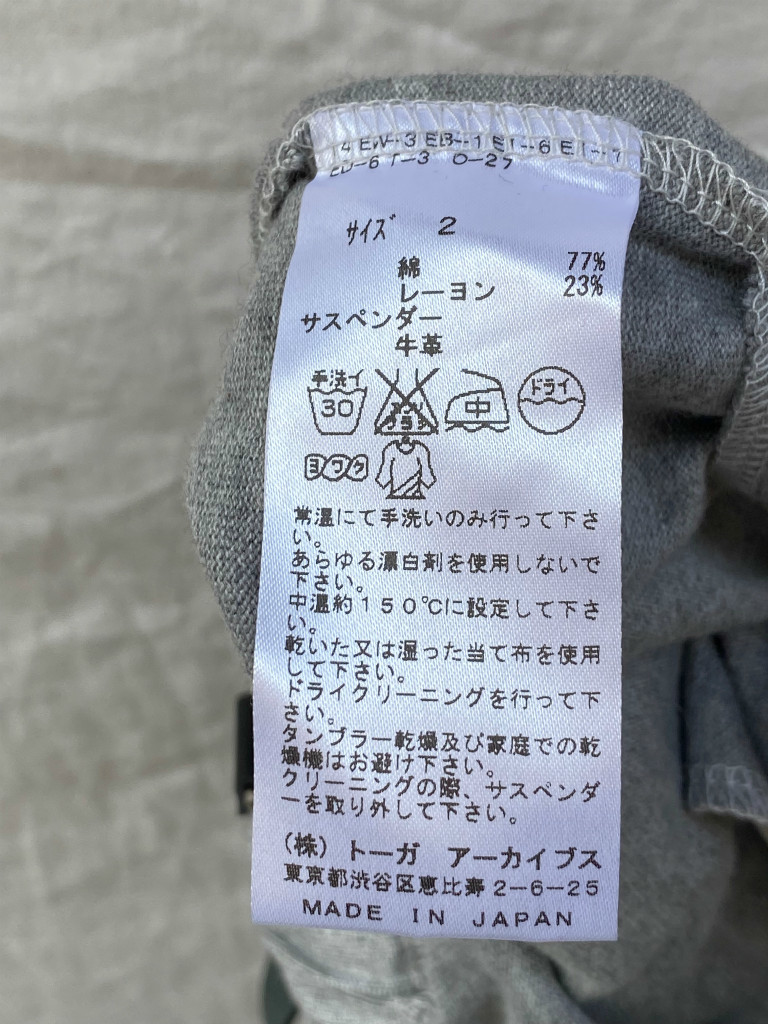 サイズ 2
綿 77%
レーヨン 23%
サスペンダー
牛革
手洗イ
30
エンソ
サラシ
中
ドライ
ヨワク
常温にて手洗いのみ行って下さ
い。
あらゆる漂白剤を使用しないで
下さい。
中温約150℃に設定して下さ
い。
乾いた又は湿った当て布を使用
して下さい。
ドライクリーニングを行って下
さい。
タンブラー乾燥及び家庭での乾
燥機はお避け下さい。
クリーニングの際、サスペンダ
ーを取り外して下さい。
(株) トーガ アーカイブス
東京都渋谷区恵比寿2-6-25
MADE IN JAPAN